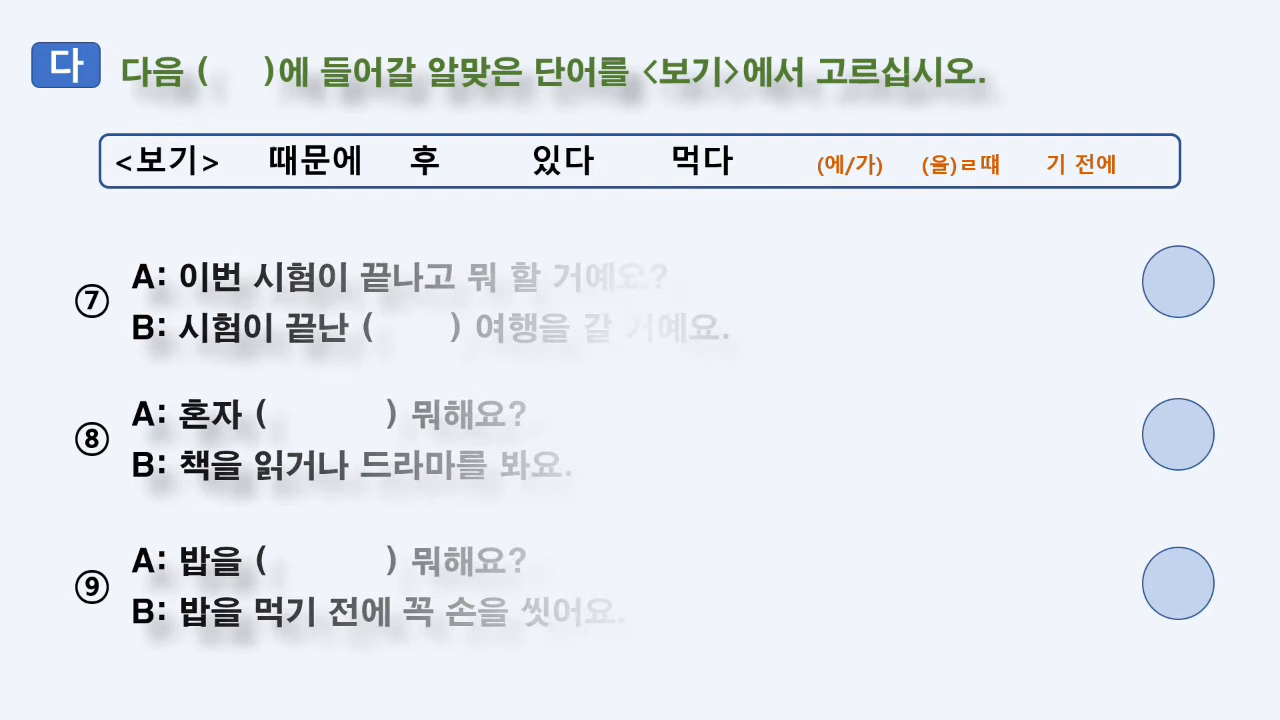 다 다음 (    )에 들어갈 알맞은 단어를 <보기>에서 고르십시오.
<보기> 때문에 후 있다 먹다 (에/가) (을)ㄹ떄 기 전에
⑦ A: 이번 시험이 끝나고 뭐 할 거예요?
B: 시험이 끝난 (    ) 여행을 갈 거예요.
⑧ A: 혼자 (    ) 뭐해요?
B: 책을 읽거나 드라마를 봐요.
⑨ A: 밥을 (    ) 뭐해요?
B: 밥을 먹기 전에 꼭 손을 씻어요.